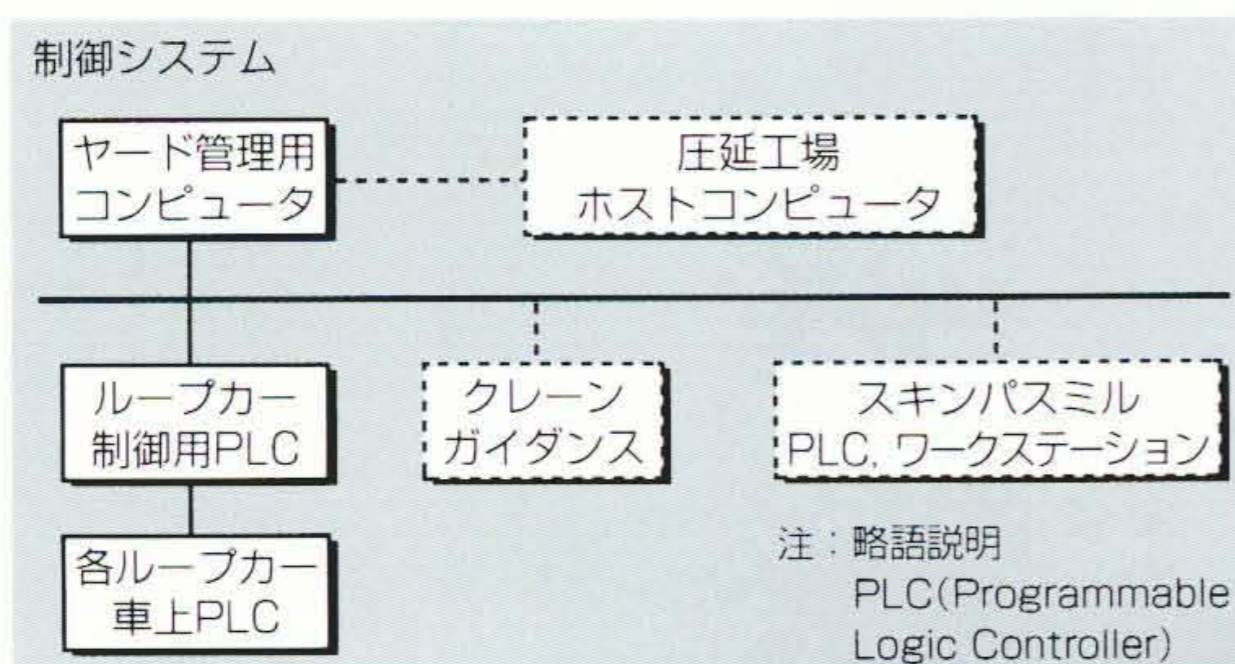 制御システム
ヤード管理用
コンピュータ
圧延工場
ホストコンピュータ
ループカー
制御用PLC
クレーン
ガイダンス
スキンパスミル
PLC, ワークステーション
各ループカー
車上PLC
注：略語説明
PLC(Programmable
Logic Controller)